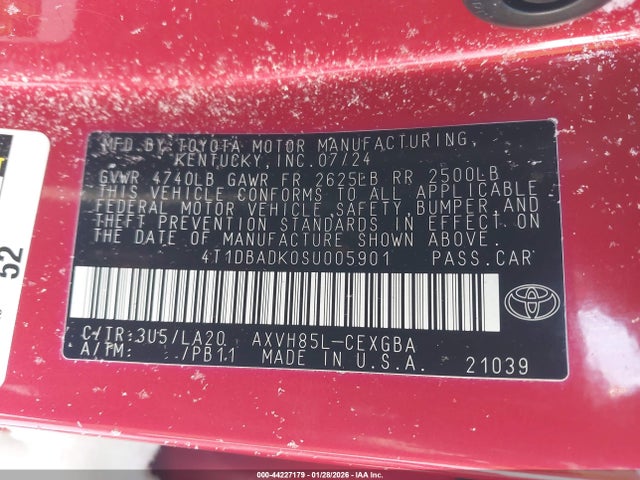 MFD BY TOYOTA MOTOR MANUFACTURING,
KENTUCKY, INC. 07/24
GVWR 4740LB GAWR FR 2625LB RR 2500LB
THIS VEHICLE CONFORMS TO ALL APPLICABLE
FEDERAL MOTOR VEHICLE SAFETY, BUMPER, AND
THEFT PREVENTION STANDARDS IN EFFECT ON
THE DATE OF MANUFACTURE SHOWN ABOVE.
4T1DBADK0SU005901 PASS.CAR
C/TR:3U5/LA20 AXVH85L-CEXGBA
A/TM: /PB11 MADE IN U.S.A. 21039
52
000-44227179 - 01/28/2026 - IAA Inc.